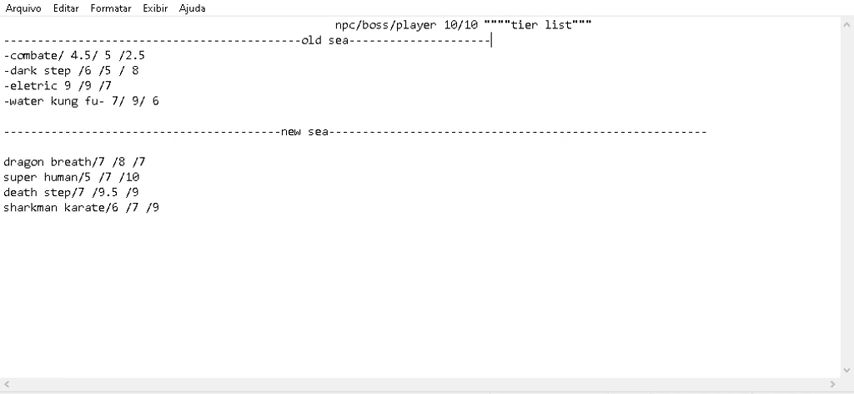 Arquivo Editar Formatar Exibir Ajuda
npc/boss/player 10/10 """"tier list"""
--------------------------------------------old sea---------------------
-combate/ 4.5/ 5 /2.5
-dark step /6 /5 / 8
-eletric 9 /9 /7
-water kung fu- 7/ 9/ 6
-----------------------------------------new sea--------------------------------------------------------
dragon breath/7 /8 /7
super human/5 /7 /10
death step/7 /9.5 /9
sharkman karate/6 /7 /9